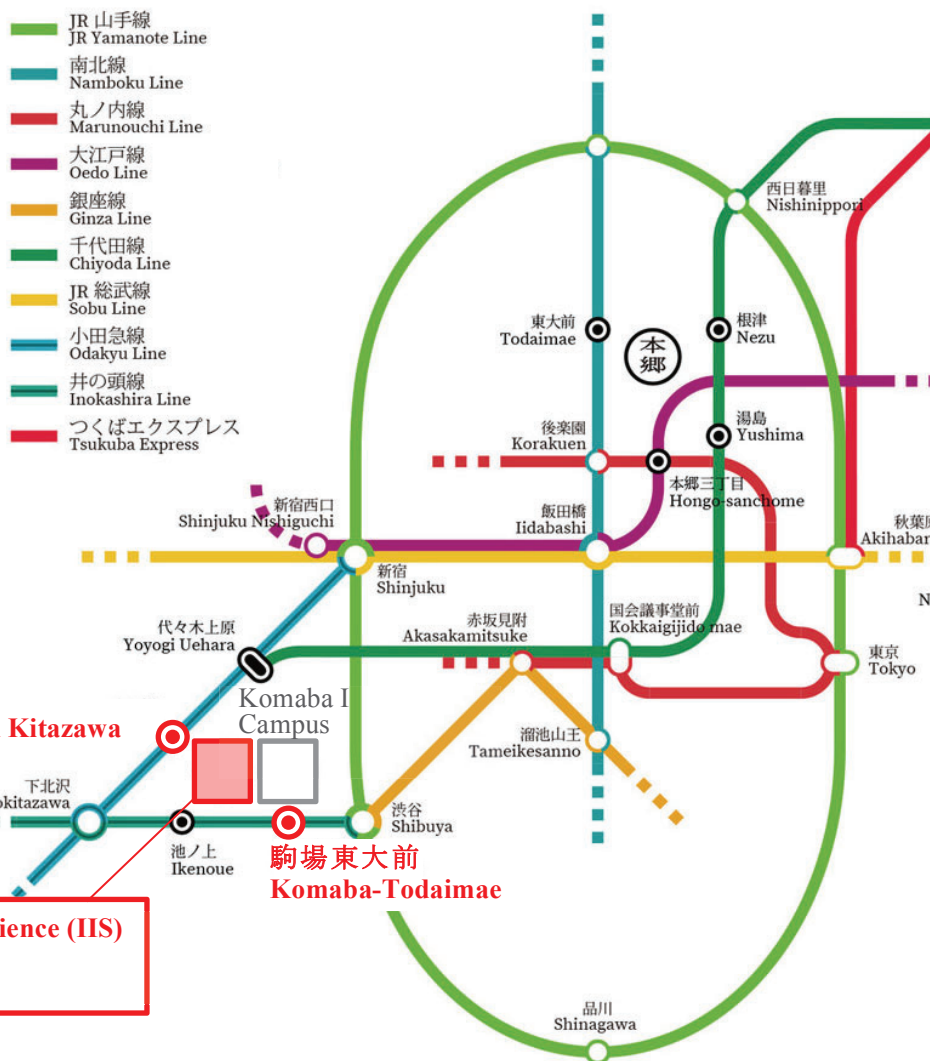 JR 山手線
JR Yamanote Line
南北線
Namboku Line
丸ノ内線
Marunouchi Line
大江戸線
Oedo Line
銀座線
Ginza Line
千代田線
Chiyoda Line
JR 総武線
Sobu Line
小田急線
Odakyu Line
井の頭線
Inokashira Line
つくばエクスプレス
Tsukuba Express
西日暮里
Nishinippori
東大前
Todaimae
本郷
根津
Nezu
後楽園
Korakuen
湯島
Yushima
本郷三丁目
Hongo-sanchome
新宿西口
Shinjuku Nishiguchi
飯田橋
Iidabashi
秋葉
Akihaba
新宿
Shinjuku
N
代々木上原
Yoyogi Uehara
赤坂見附
Akasakamitsuke
国会議事堂前
Kokkaigijido mae
東京
Tokyo
Komaba I
Campus
Kitazawa
溜池山王
Tameikesanno
下北沢
okitazawa
渋谷
Shibuya
池ノ上
Ikenoue
駒場東大前
Komaba-Todaimae
ience (IIS)
品川
Shinagawa